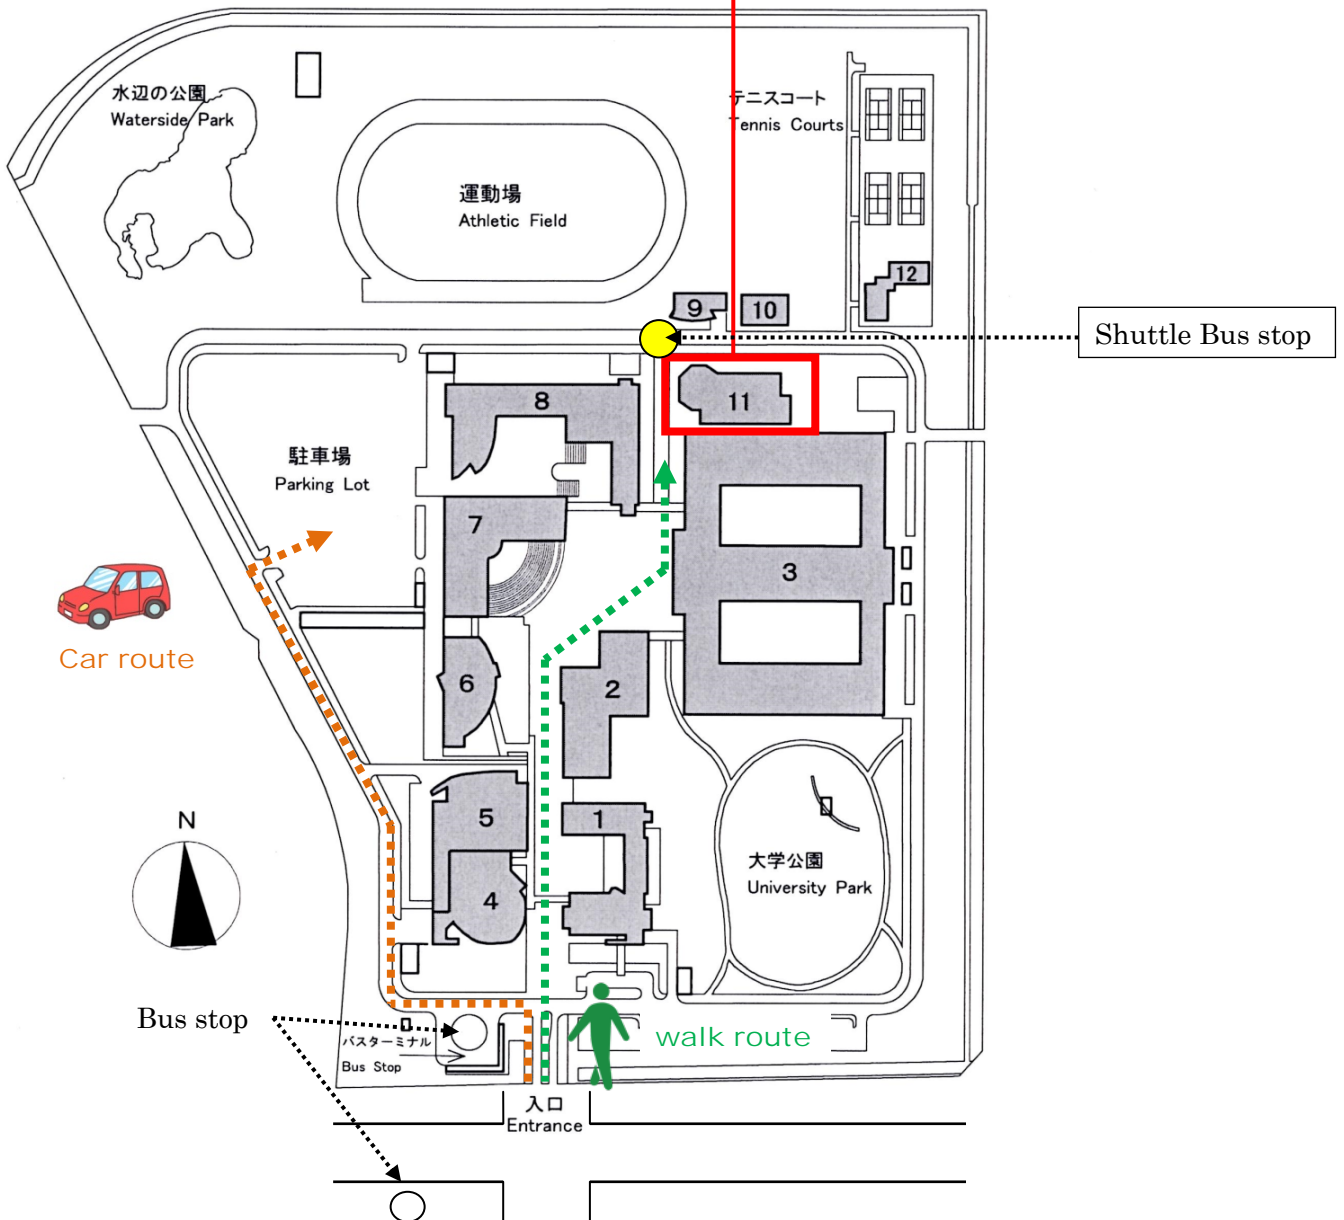 水辺の公園
Waterside Park
テニスコート
Tennis Courts
運動場
Athletic Field
12
9
10
Shuttle Bus stop
8
11
駐車場
Parking Lot
7
3
Car route
6
2
5
1
N
大学公園
University Park
4
Bus stop
バスターミナル
Bus Stop
walk route
入口
Entrance